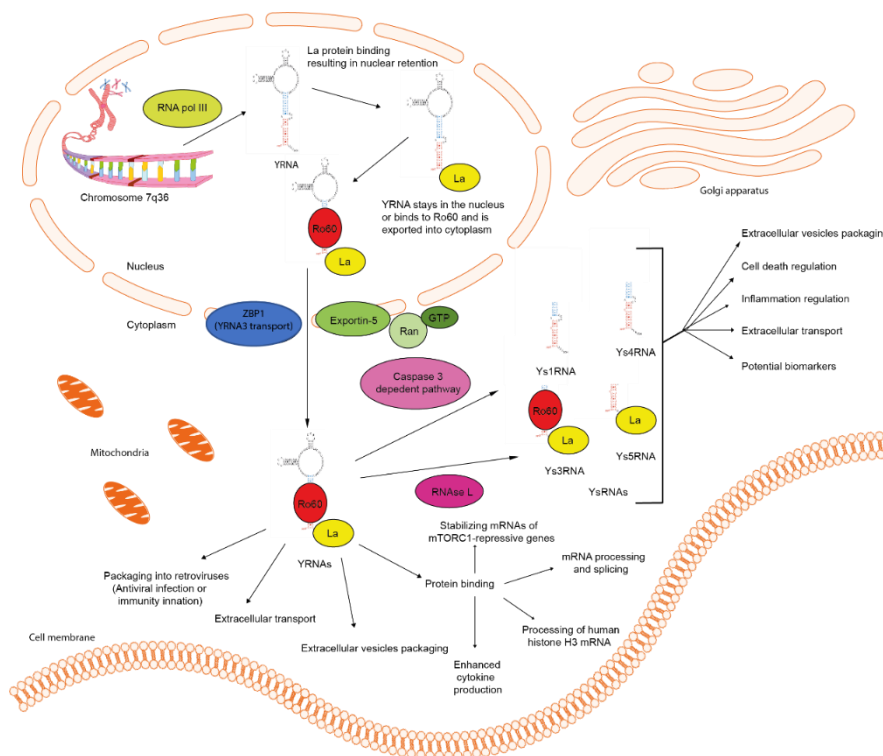 La protein binding
resulting in nuclear retention
RNA pol III
YRNA
La
Chromosome 7q36
YRNA stays in the nucleus
or binds to Ro60 and is
exported into cytoplasm
Ro60
La
Golgi apparatus
Nucleus
Cytoplasm
ZBP1
(YRNA3 transport)
Exportin-5
Ran
GTP
Caspase 3
depedent pathway
Extracellular vesicles packaging
Cell death regulation
Inflammation regulation
Extracellular transport
Potential biomarkers
Ys1RNA
Ys4RNA
Ro60
La
La
Ys3RNA
Ys5RNA
YsRNAs
Mitochondria
Ro60
La
YRNAs
RNAse L
Stabilizing mRNAs of
mTORC1-repressive genes
mRNA processing
and splicing
Protein binding
Packaging into retroviruses
(Antiviral infection or
immunity innation)
Extracellular transport
Extracellular vesicles packaging
Processing of human
histone H3 mRNA
Enhanced
cytokine
production
Cell membrane